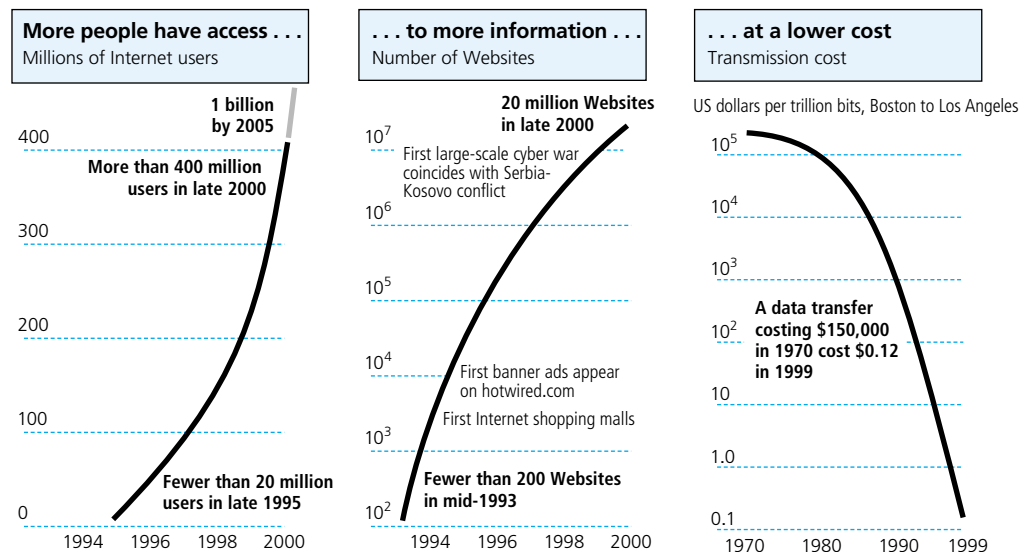 More people have access . . .
Millions of Internet users
1 billion
by 2005
400
More than 400 million
users in late 2000
300
200
100
Fewer than 20 million
users in late 1995
0
1994 1996 1998 2000
. . . to more information . . .
Number of Websites
20 million Websites
in late 2000
10⁷
First large-scale cyber war
coincides with Serbia-
Kosovo conflict
10⁶
10⁵
10⁴
First banner ads appear
on hotwired.com
First Internet shopping malls
10³
Fewer than 200 Websites
in mid-1993
10²
1994 1996 1998 2000
. . . at a lower cost
Transmission cost
US dollars per trillion bits, Boston to Los Angeles
10⁵
10⁴
10³
A data transfer
costing $150,000
in 1970 cost $0.12
in 1999
10²
10
1.0
0.1
1970 1980 1990 1999